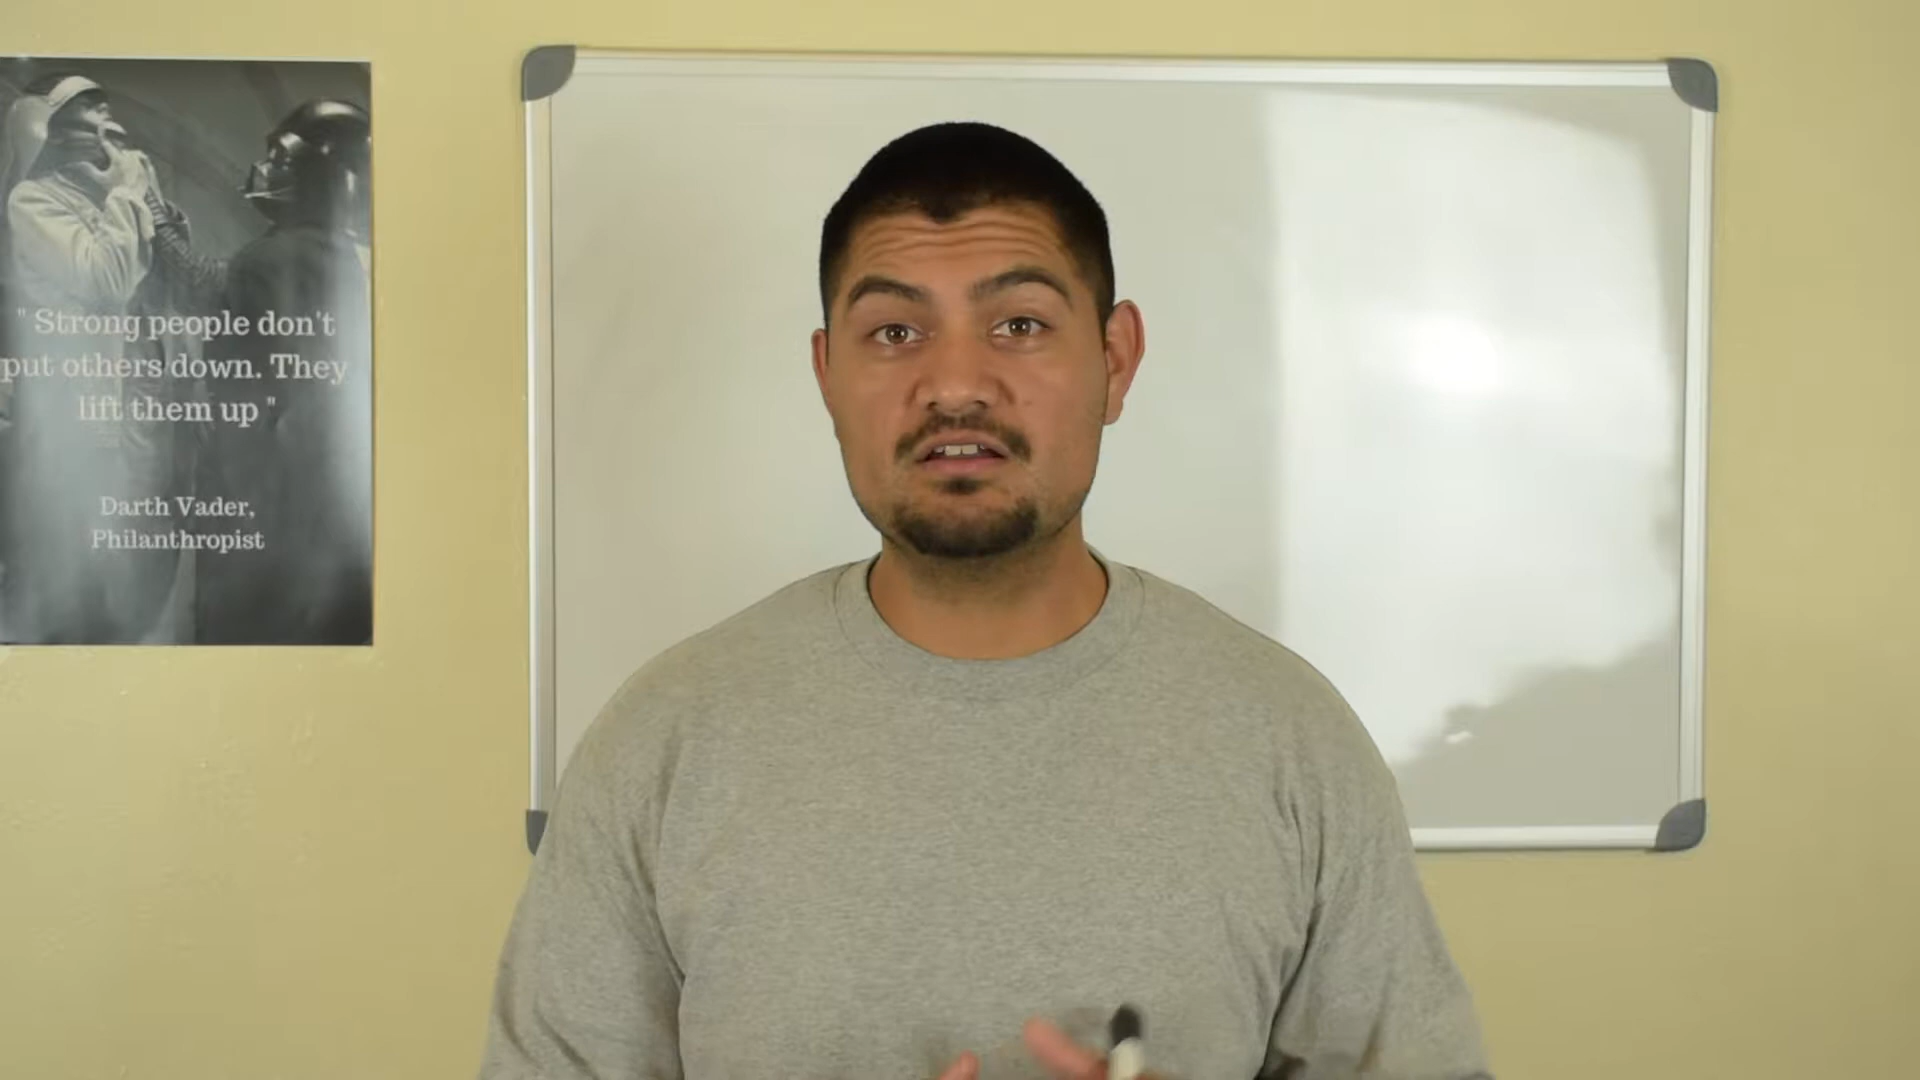 " Strong people don't
put others down. They
lift them up "
Darth Vader,
Philanthropist